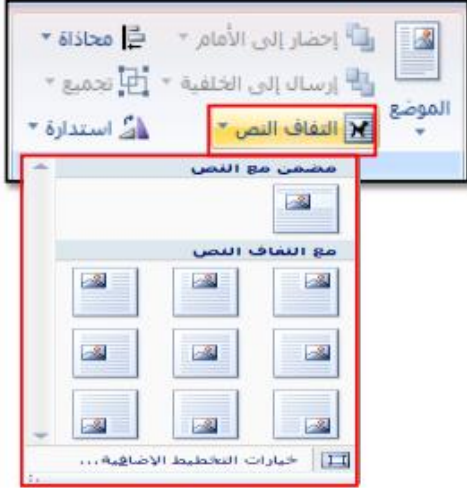 الموضع
إحضار إلى الأمام
محاذاة
إرسال إلى الخلفية
تجميع
التفاف النص
استدارة
مضمن مع النص
مع التفاف النص
خيارات التخطيط الإضافية...